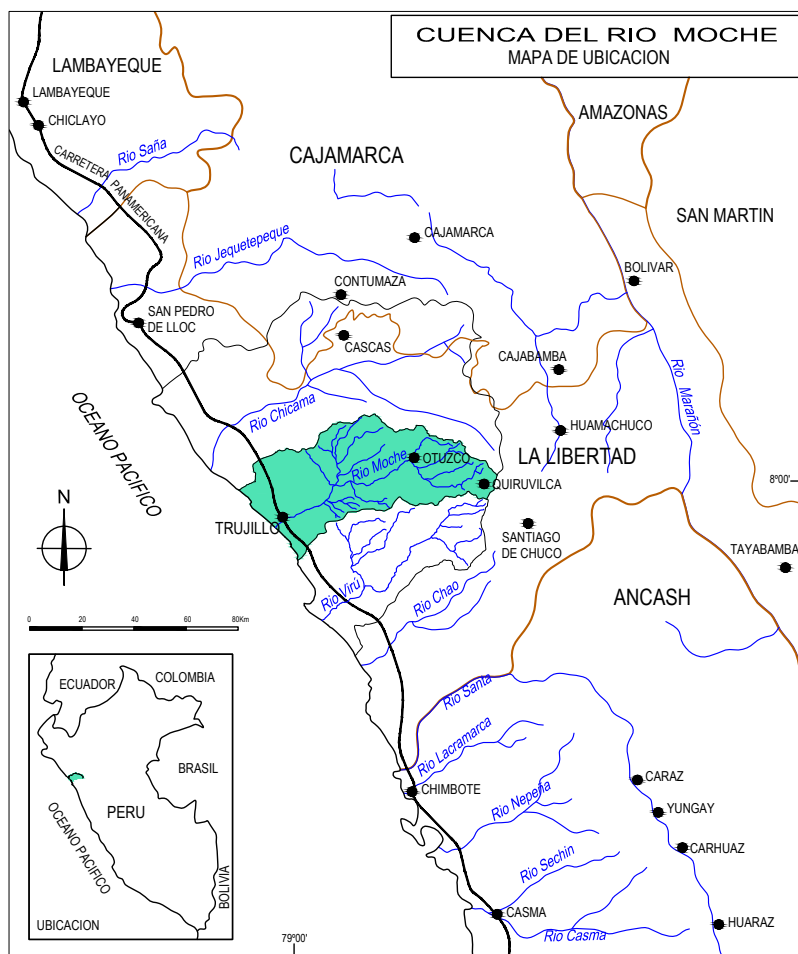 CUENCA DEL RIO MOCHE
MAPA DE UBICACION
LAMBAYEQUE
LAMBAYEQUE
CHICLAYO
CARRETERA PANAMERICANA
Rio Saña
AMAZONAS
CAJAMARCA
SAN MARTIN
CAJAMARCA
Rio Jequetepeque
BOLIVAR
CONTUMAZA
SAN PEDRO
DE LLOC
CASCAS
CAJABAMBA
Rio Marañón
OCEANO PACIFICO
Rio Chicama
HUAMACHUCO
LA LIBERTAD
Rio Moche
OTUZCO
8°00'
QUIRUVILCA
N
TRUJILLO
SANTIAGO
DE CHUCO
TAYABAMBA
Rio Virú
Rio Chao
ANCASH
0 20 40 60 80Km
Rio Santa
Rio Lacramarca
CHIMBOTE
CARAZ
Rio Nepeña
YUNGAY
CARHUAZ
Rio Sechin
CASMA
HUARAZ
Rio Casma
79°00'
ECUADOR
COLOMBIA
BRASIL
PERU
OCEANO PACIFICO
BOLIVIA
UBICACION